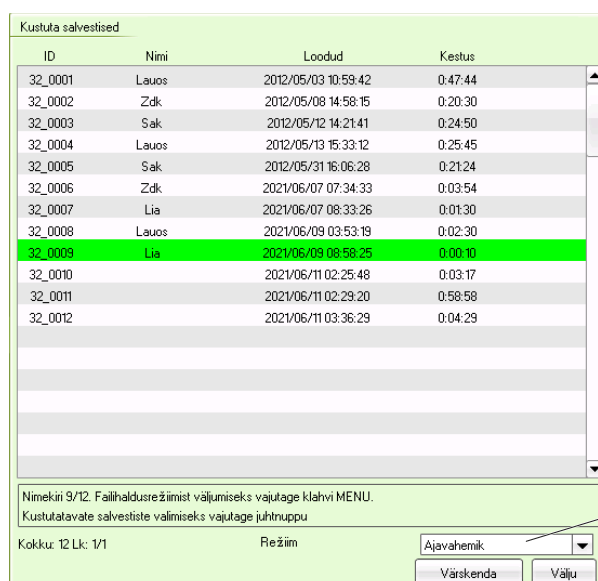 Kustuta salvestised
ID Nimi Loodud Kestus
32_0001 Lauos 2012/05/03 10:59:42 0:47:44
32_0002 Zdk 2012/05/08 14:58:15 0:20:30
32_0003 Sak 2012/05/12 14:21:41 0:24:50
32_0004 Lauos 2012/05/13 15:33:12 0:25:45
32_0005 Sak 2012/05/31 16:06:28 0:21:24
32_0006 Zdk 2021/06/07 07:34:33 0:03:54
32_0007 Lia 2021/06/07 08:33:26 0:01:30
32_0008 Lauos 2021/06/09 03:53:19 0:02:30
32_0009 Lia 2021/06/09 08:58:25 0:00:10
32_0010 2021/06/11 02:25:48 0:03:17
32_0011 2021/06/11 02:29:20 0:58:58
32_0012 2021/06/11 03:36:29 0:04:29
Nimekiri 9/12. Failihaldusrežiimist väljumiseks vajutage klahvi MENU.
Kustutatavate salvestiste valimiseks vajutage juhtnuppu
Kokku: 12 Lk: 1/1 Režiim Ajavahemik
Värskenda Välju